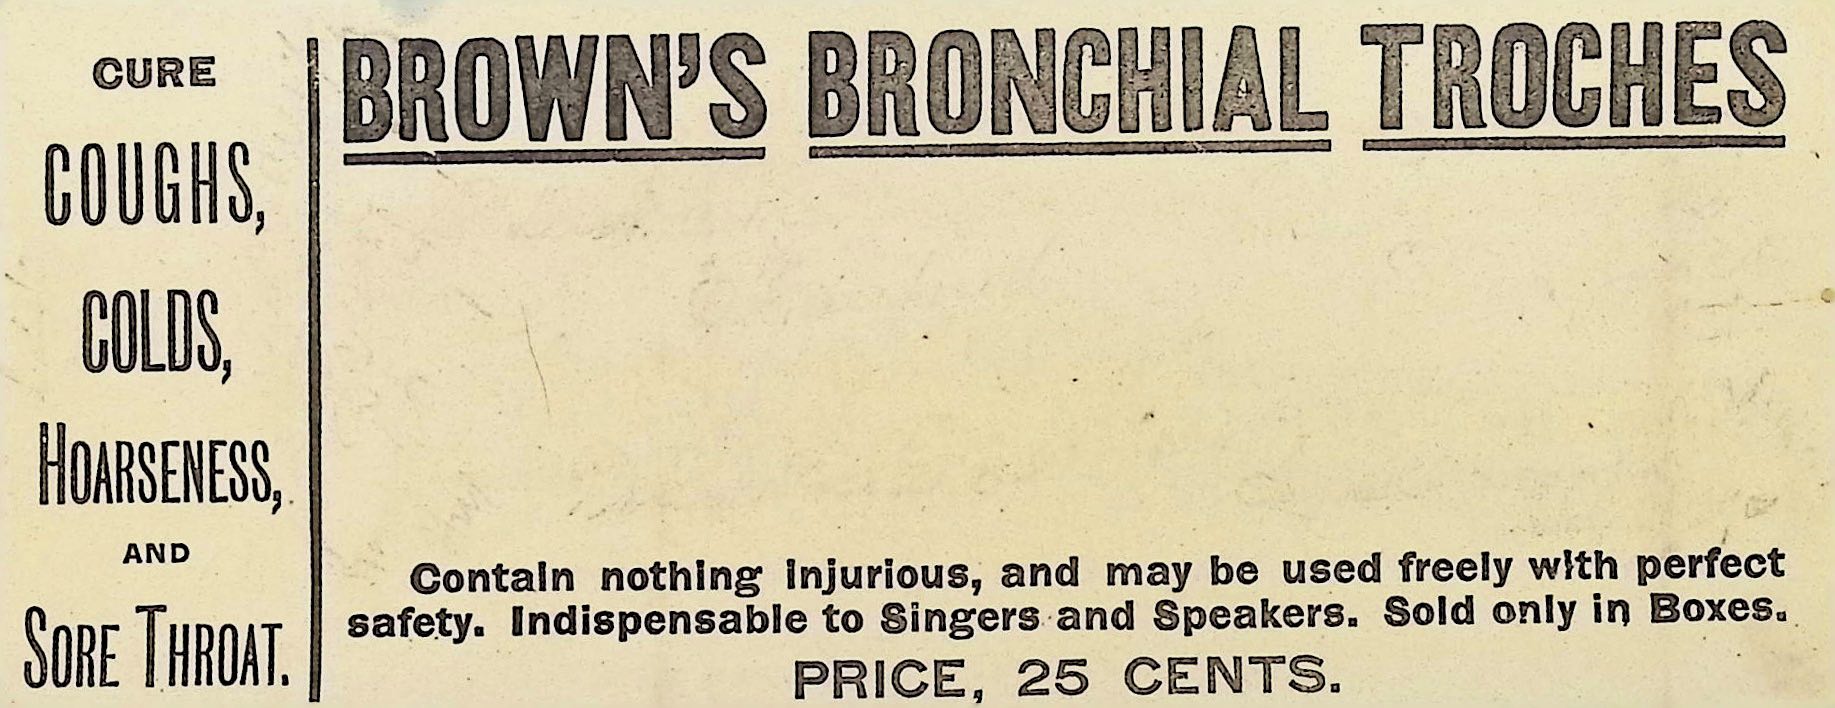 CURE
COUGHS,
COLDS,
HOARSENESS,
AND
SORE THROAT.
BROWN'S BRONCHIAL TROCHES
Contain nothing injurious, and may be used freely with perfect
safety. Indispensable to Singers and Speakers. Sold only in Boxes.
PRICE, 25 CENTS.